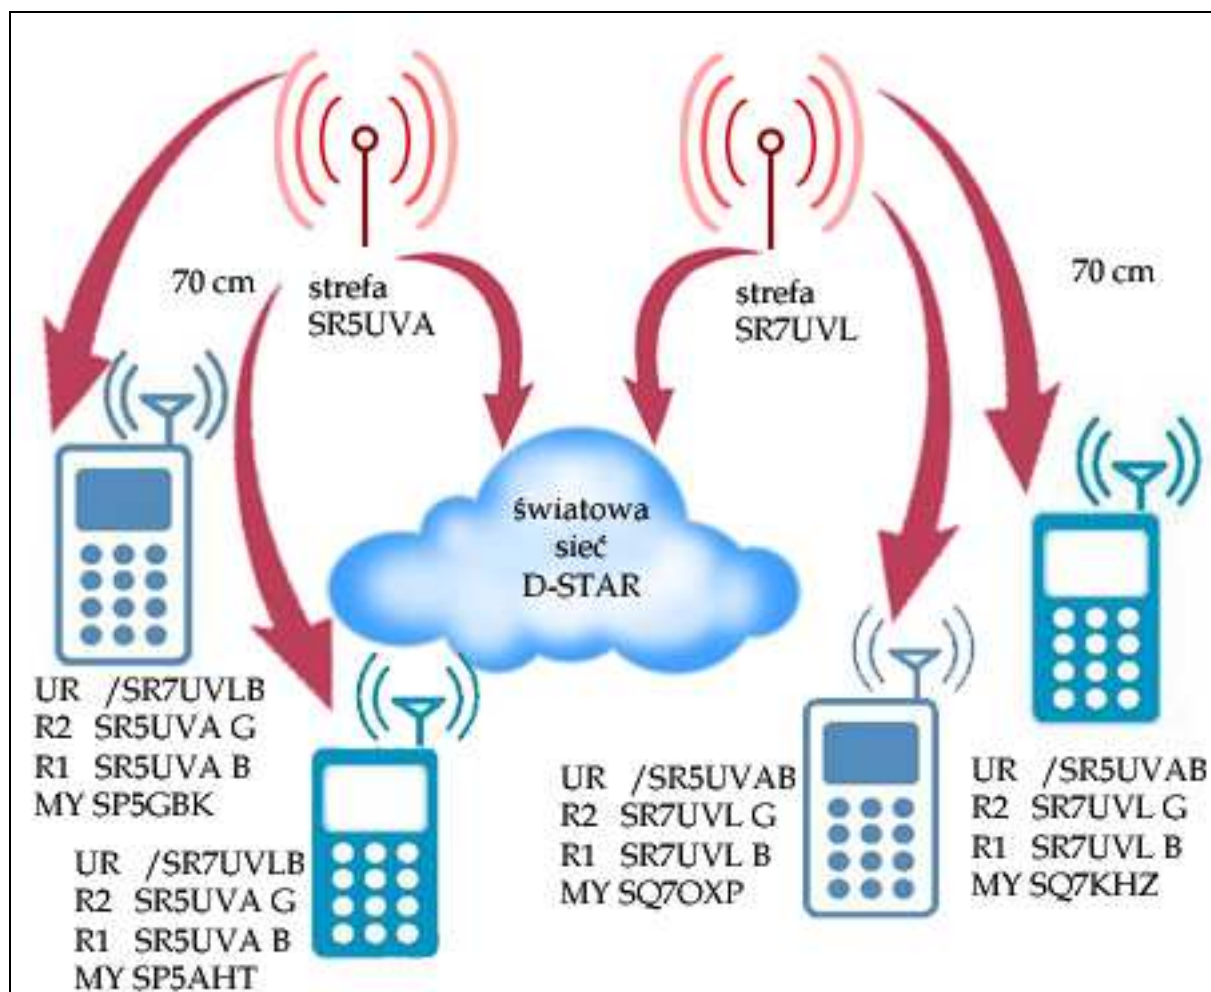 70 cm
strefa
SR5UVA
strefa
SR7UVL
70 cm
światowa
sieć
D-STAR
UR /SR7UVLB
R2 SR5UVA G
R1 SR5UVA B
MY SP5GBK
UR /SR7UVLB
R2 SR5UVA G
R1 SR5UVA B
MY SP5AHT
UR /SR5UVAB
R2 SR7UVL G
R1 SR7UVL B
MY SQ7OXP
UR /SR5UVAB
R2 SR7UVL G
R1 SR7UVL B
MY SQ7KHZ